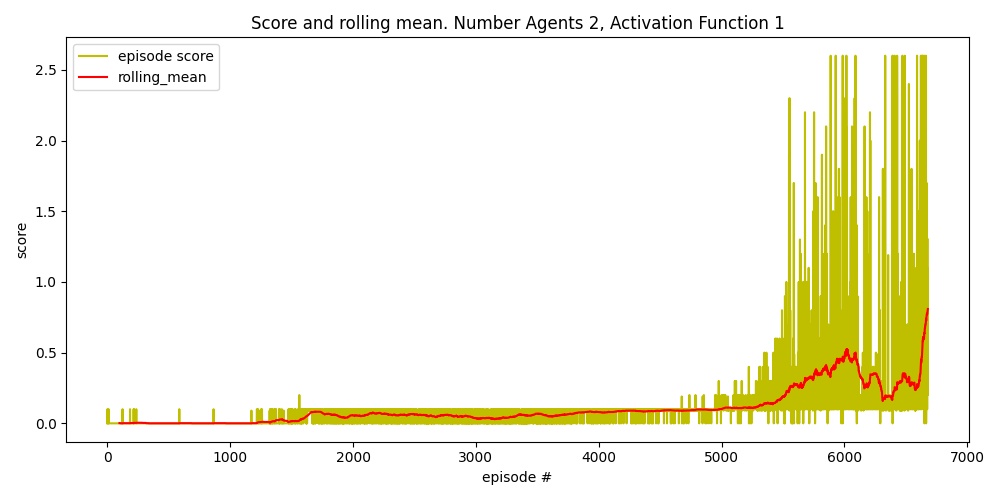 Score and rolling mean. Number Agents 2, Activation Function 1
episode score
rolling_mean
2.5
2.0
1.5
1.0
0.5
0.0
score
0 1000 2000 3000 4000 5000 6000 7000
episode #